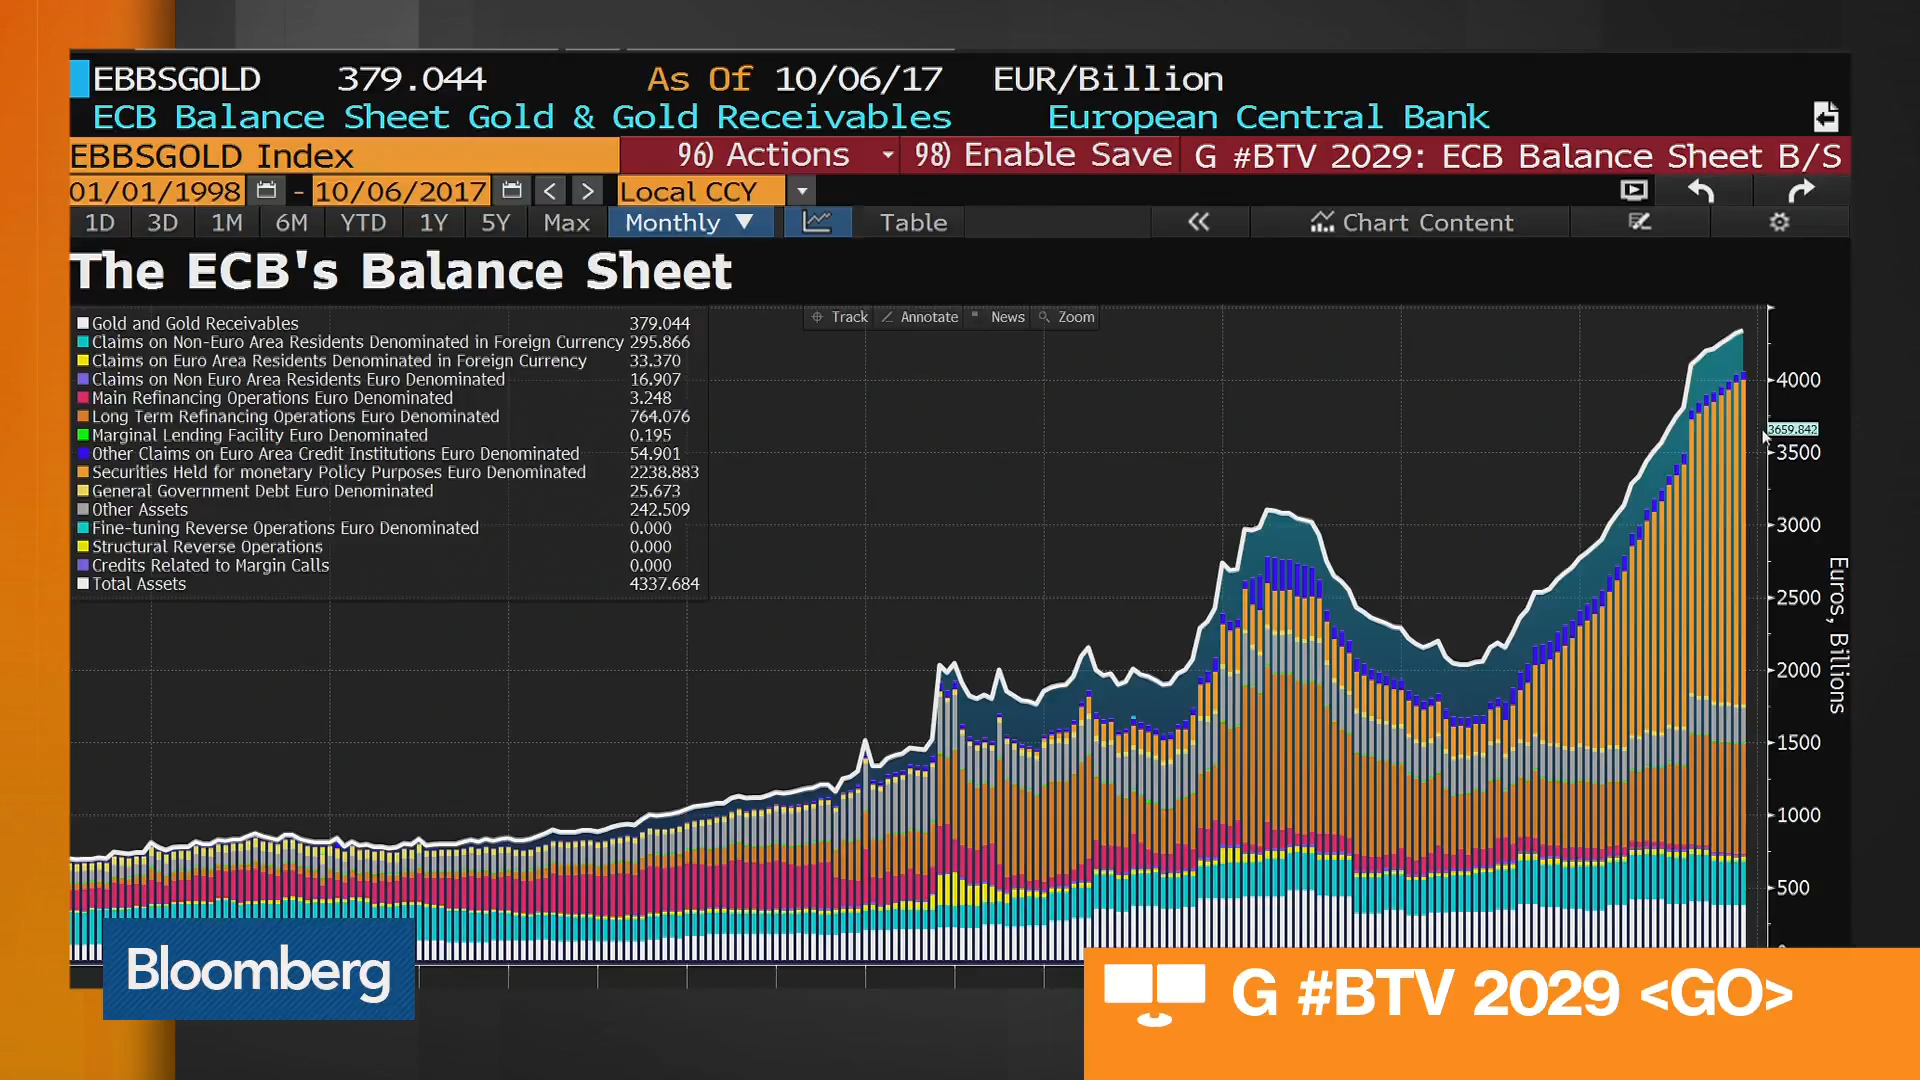 EBBSGOLD 379.044 As Of 10/06/17 EUR/Billion
ECB Balance Sheet Gold & Gold Receivables European Central Bank
EBBSGOLD Index 96) Actions 98) Enable Save G #BTV 2029: ECB Balance Sheet B/S
01/01/1998 - 10/06/2017 < > Local CCY
1D 3D 1M 6M YTD 1Y 5Y Max Monthly ▼ Table « Chart Content
The ECB's Balance Sheet
Track Annotate News Zoom
Gold and Gold Receivables 379.044
Claims on Non-Euro Area Residents Denominated in Foreign Currency 295.866
Claims on Euro Area Residents Denominated in Foreign Currency 33.370
Claims on Non Euro Area Residents Euro Denominated 16.907
Main Refinancing Operations Euro Denominated 3.248
Long Term Refinancing Operations Euro Denominated 764.076
Marginal Lending Facility Euro Denominated 0.195
Other Claims on Euro Area Credit Institutions Euro Denominated 54.901
Securities Held for monetary Policy Purposes Euro Denominated 2238.883
General Government Debt Euro Denominated 25.673
Other Assets 242.509
Fine-tuning Reverse Operations Euro Denominated 0.000
Structural Reverse Operations 0.000
Credits Related to Margin Calls 0.000
Total Assets 4337.684
4000
3659.842
3500
3000
2500
2000
1500
1000
500
Euros, Billions
Bloomberg
G #BTV 2029 <GO>